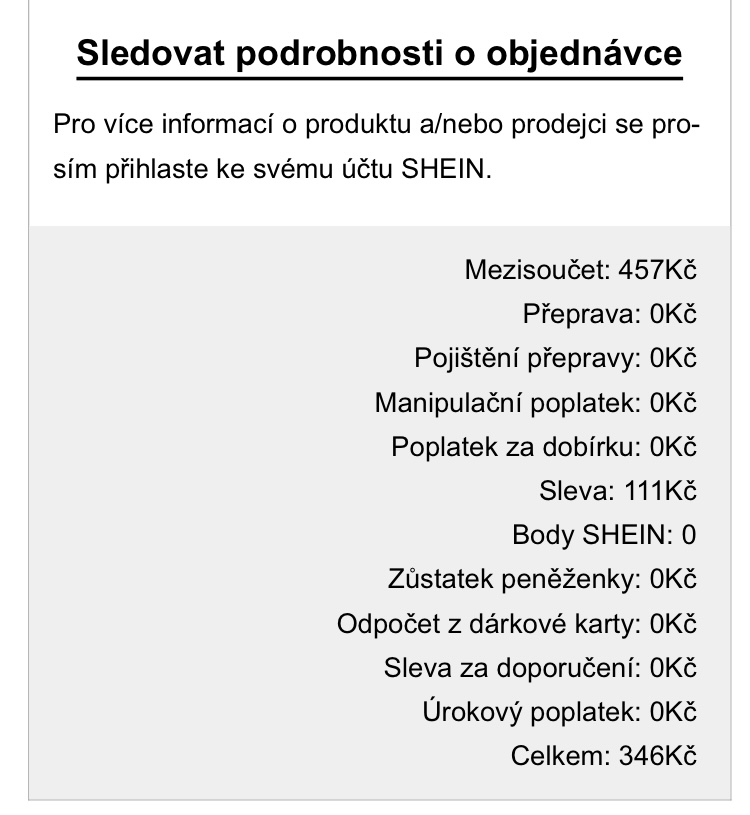 Sledovat podrobnosti o objednávce
Pro více informací o produktu a/nebo prodejci se pro-
sím přihlaste ke svému účtu SHEIN.
Mezisoučet: 457Kč
Přeprava: 0Kč
Pojištění přepravy: 0Kč
Manipulační poplatek: 0Kč
Poplatek za dobírku: 0Kč
Sleva: 111Kč
Body SHEIN: 0
Zůstatek peněženky: 0Kč
Odpočet z dárkové karty: 0Kč
Sleva za doporučení: 0Kč
Úrokový poplatek: 0Kč
Celkem: 346Kč